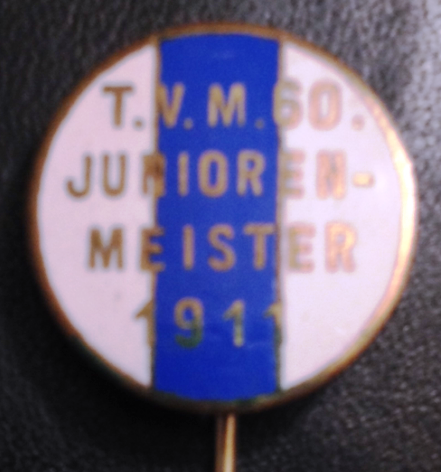 T.V.M.60.
JUNIOREN-
MEISTER
1911